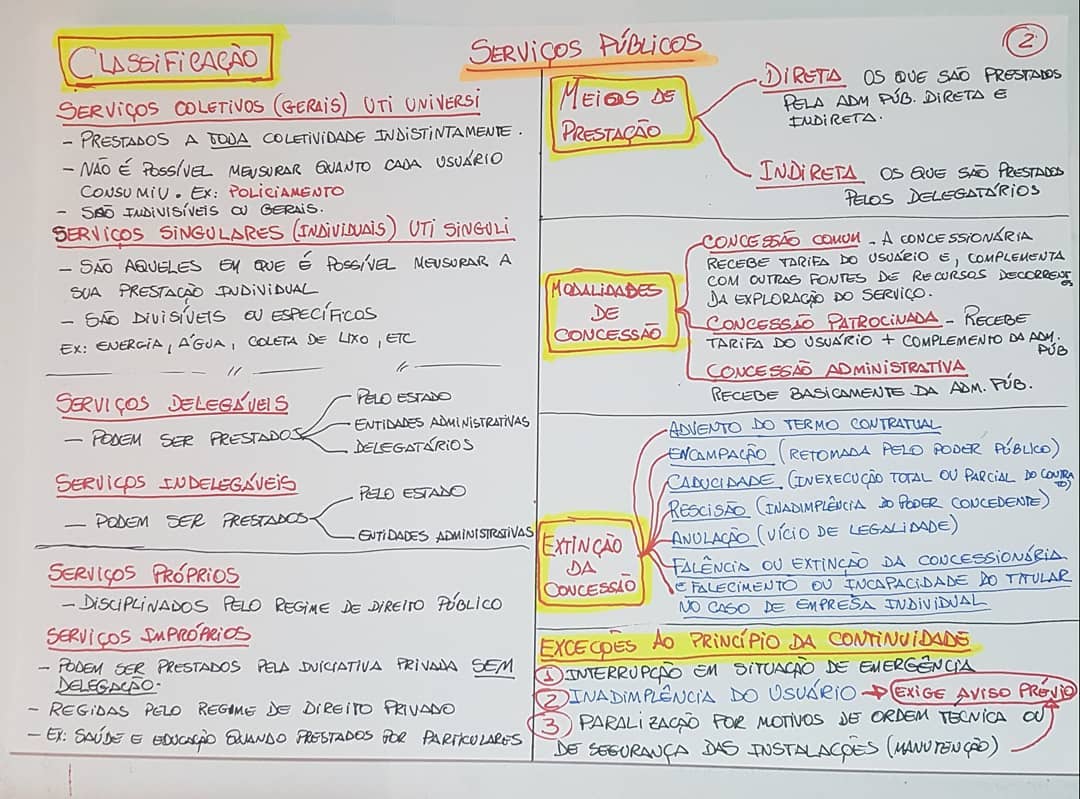 SERVIÇOS PÚBLICOS
2
CLASSIFICAÇÃO
SERVIÇOS COLETIVOS (GERAIS) UTI UNIVERSI
- PRESTADOS A TODA COLETIVIDADE INDISTINTAMENTE.
- NÃO É POSSÍVEL MENSURAR QUANTO CADA USUÁRIO
CONSUMIU. EX: POLICIAMENTO
- SÃO INDIVISÍVEIS OU GERAIS.
SERVIÇOS SINGULARES (INDIVIDUAIS) UTI SINGULI
- SÃO AQUELES EM QUE É POSSÍVEL MENSURAR A
SUA PRESTAÇÃO INDIVIDUAL
- SÃO DIVISÍVEIS OU ESPECÍFICOS
EX: ENERGIA, ÁGUA, COLETA DE LIXO, ETC
SERVIÇOS DELEGÁVEIS
- PODEM SER PRESTADOS
PELO ESTADO
ENTIDADES ADMINISTRATIVAS
DELEGATÁRIOS
SERVIÇOS INDELEGÁVEIS
- PODEM SER PRESTADOS
PELO ESTADO
ENTIDADES ADMINISTRATIVAS
SERVIÇOS PRÓPRIOS
- DISCIPLINADOS PELO REGIME DE DIREITO PÚBLICO
SERVIÇOS IMPRÓPRIOS
- PODEM SER PRESTADOS PELA INICIATIVA PRIVADA SEM
DELEGAÇÃO.
- REGIDAS PELO REGIME DE DIREITO PRIVADO
- EX: SAÚDE E EDUCAÇÃO QUANDO PRESTADOS POR PARTICULARES
MEIOS DE
PRESTAÇÃO
DIRETA OS QUE SÃO PRESTADOS
PELA ADM PÚB. DIRETA E
INDIRETA.
INDIRETA OS QUE SÃO PRESTADOS
PELOS DELEGATÁRIOS
MODALIDADES
DE
CONCESSÃO
CONCESSÃO COMUM - A CONCESSIONÁRIA
RECEBE TARIFA DO USUÁRIO E, COMPLEMENTA
COM OUTRAS FONTES DE RECURSOS DECORRENTES
DA EXPLORAÇÃO DO SERVIÇO.
CONCESSÃO PATROCINADA - RECEBE
TARIFA DO USUÁRIO + COMPLEMENTO DA ADM.
PÚB
CONCESSÃO ADMINISTRATIVA
RECEBE BASICAMENTE DA ADM. PÚB.
EXTINÇÃO
DA
CONCESSÃO
ADVENTO DO TERMO CONTRATUAL
ENCAMPAÇÃO (RETOMADA PELO PODER PÚBLICO)
CADUCIDADE (INEXECUÇÃO TOTAL OU PARCIAL DO CONTRATO)
RESCISÃO (INADIMPLÊNCIA DO PODER CONCEDENTE)
ANULAÇÃO (VÍCIO DE LEGALIDADE)
FALÊNCIA OU EXTINÇÃO DA CONCESSIONÁRIA
E FALECIMENTO OU INCAPACIDADE DO TITULAR
NO CASO DE EMPRESA INDIVIDUAL
EXCEÇÕES AO PRINCÍPIO DA CONTINUIDADE
1 INTERRUPÇÃO EM SITUAÇÃO DE EMERGÊNCIA
2 INADIMPLÊNCIA DO USUÁRIO → EXIGE AVISO PRÉVIO
3 PARALIZAÇÃO POR MOTIVOS DE ORDEM TÉCNICA OU
DE SEGURANÇA DAS INSTALAÇÕES (MANUTENÇÃO)